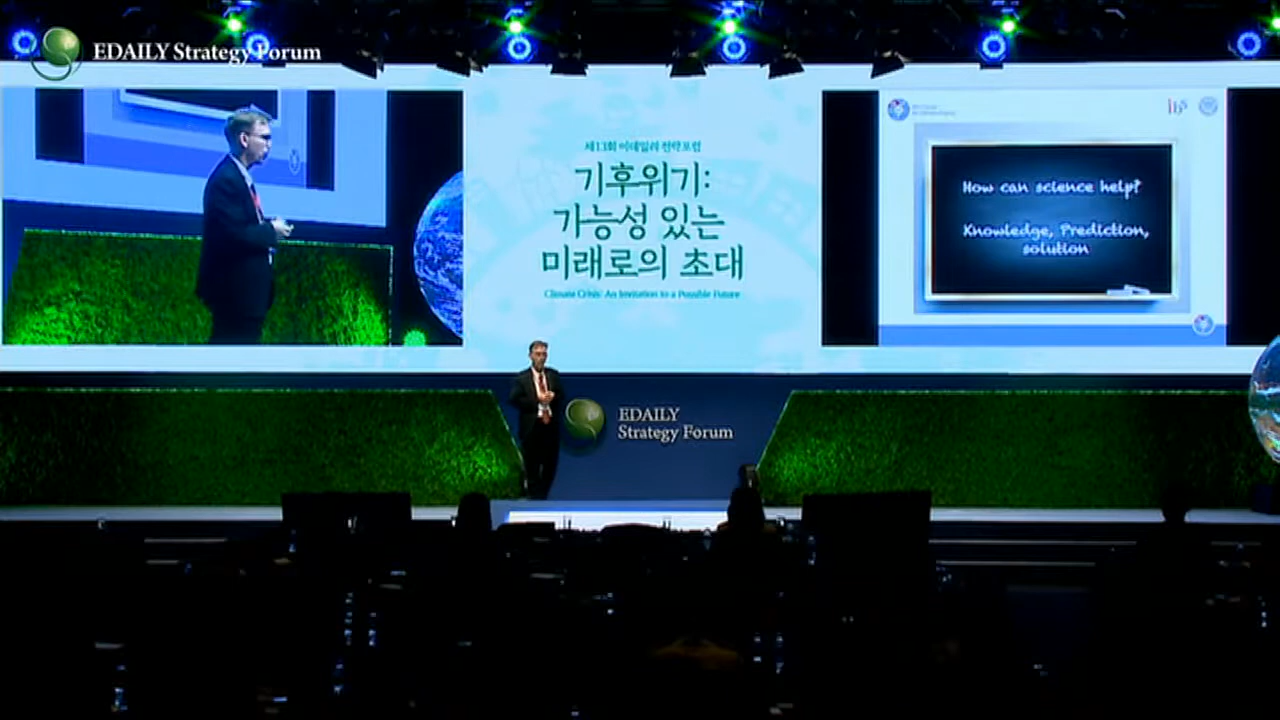 EDAILY Strategy Forum
제13회 이데일리 전략포럼
기후위기:
가능성 있는
미래로의 초대
Climate Crisis: An Invitation to a Possible Future
ibS
How can science help?
Knowledge, Prediction,
solution
EDAILY
Strategy Forum